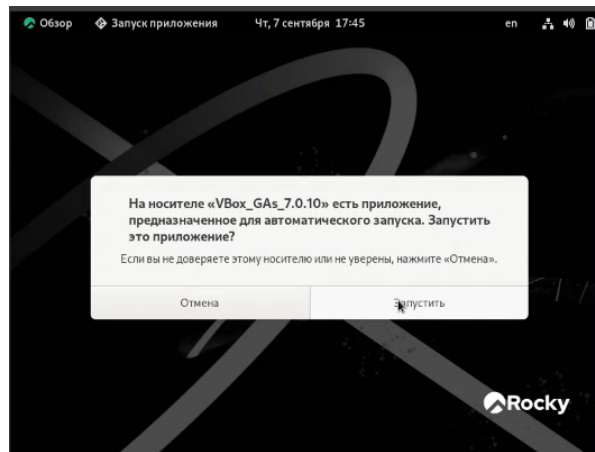 Обзор Запуск приложения Чт, 7 сентября 17:45 en
На носителе «VBox_GAs_7.0.10» есть приложение,
предназначенное для автоматического запуска. Запустить
это приложение?
Если вы не доверяете этому носителю или не уверены, нажмите «Отмена».
Отмена Запустить
Rocky